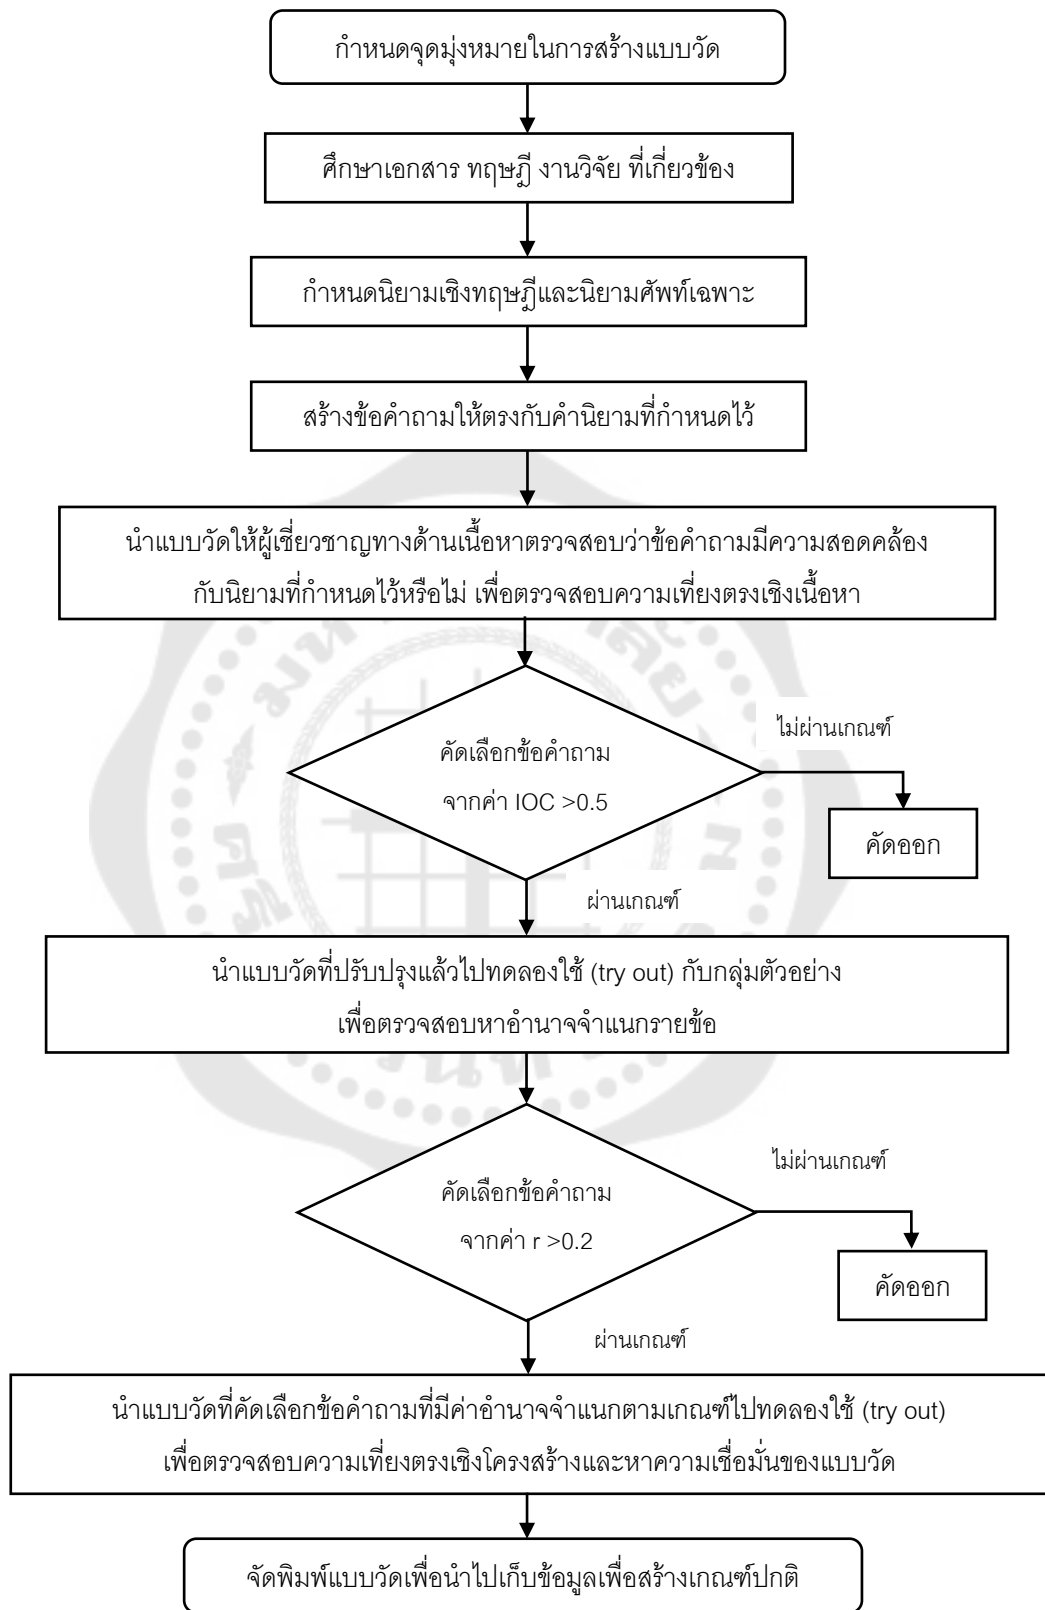 กำหนดจุดมุ่งหมายในการสร้างแบบวัด
ศึกษาเอกสาร ทฤษฎี งานวิจัย ที่เกี่ยวข้อง
กำหนดนิยามเชิงทฤษฎีและนิยามศัพท์เฉพาะ
สร้างข้อคำถามให้ตรงกับคำนิยามที่กำหนดไว้
นำแบบวัดให้ผู้เชี่ยวชาญทางด้านเนื้อหาตรวจสอบว่าข้อคำถามมีความสอดคล้อง
กับนิยามที่กำหนดไว้หรือไม่ เพื่อตรวจสอบความเที่ยงตรงเชิงเนื้อหา
ไม่ผ่านเกณฑ์
คัดเลือกข้อคำถาม
จากค่า IOC >0.5
คัดออก
ผ่านเกณฑ์
นำแบบวัดที่ปรับปรุงแล้วไปทดลองใช้ (try out) กับกลุ่มตัวอย่าง
เพื่อตรวจสอบหาอำนาจจำแนกรายข้อ
ไม่ผ่านเกณฑ์
คัดเลือกข้อคำถาม
จากค่า r >0.2
คัดออก
ผ่านเกณฑ์
นำแบบวัดที่คัดเลือกข้อคำถามที่มีค่าอำนาจจำแนกตามเกณฑ์ไปทดลองใช้ (try out)
เพื่อตรวจสอบความเที่ยงตรงเชิงโครงสร้างและหาความเชื่อมั่นของแบบวัด
จัดพิมพ์แบบวัดเพื่อนำไปเก็บข้อมูลเพื่อสร้างเกณฑ์ปกติ